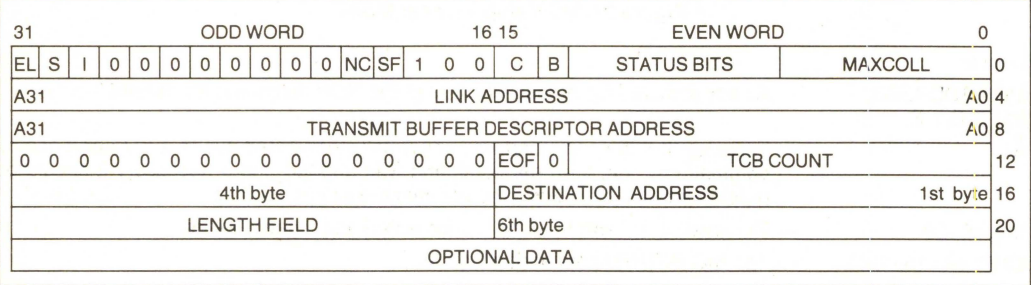 31 ODD WORD 16 15 EVEN WORD 0
EL S I 0 0 0 0 0 0 0 0 NC SF 1 0 0 C B STATUS BITS MAXCOLL 0
A31 LINK ADDRESS A0 4
A31 TRANSMIT BUFFER DESCRIPTOR ADDRESS A0 8
0 0 0 0 0 0 0 0 0 0 0 0 0 0 0 0 EOF 0 TCB COUNT 12
4th byte DESTINATION ADDRESS 1st byte 16
LENGTH FIELD 6th byte 20
OPTIONAL DATA